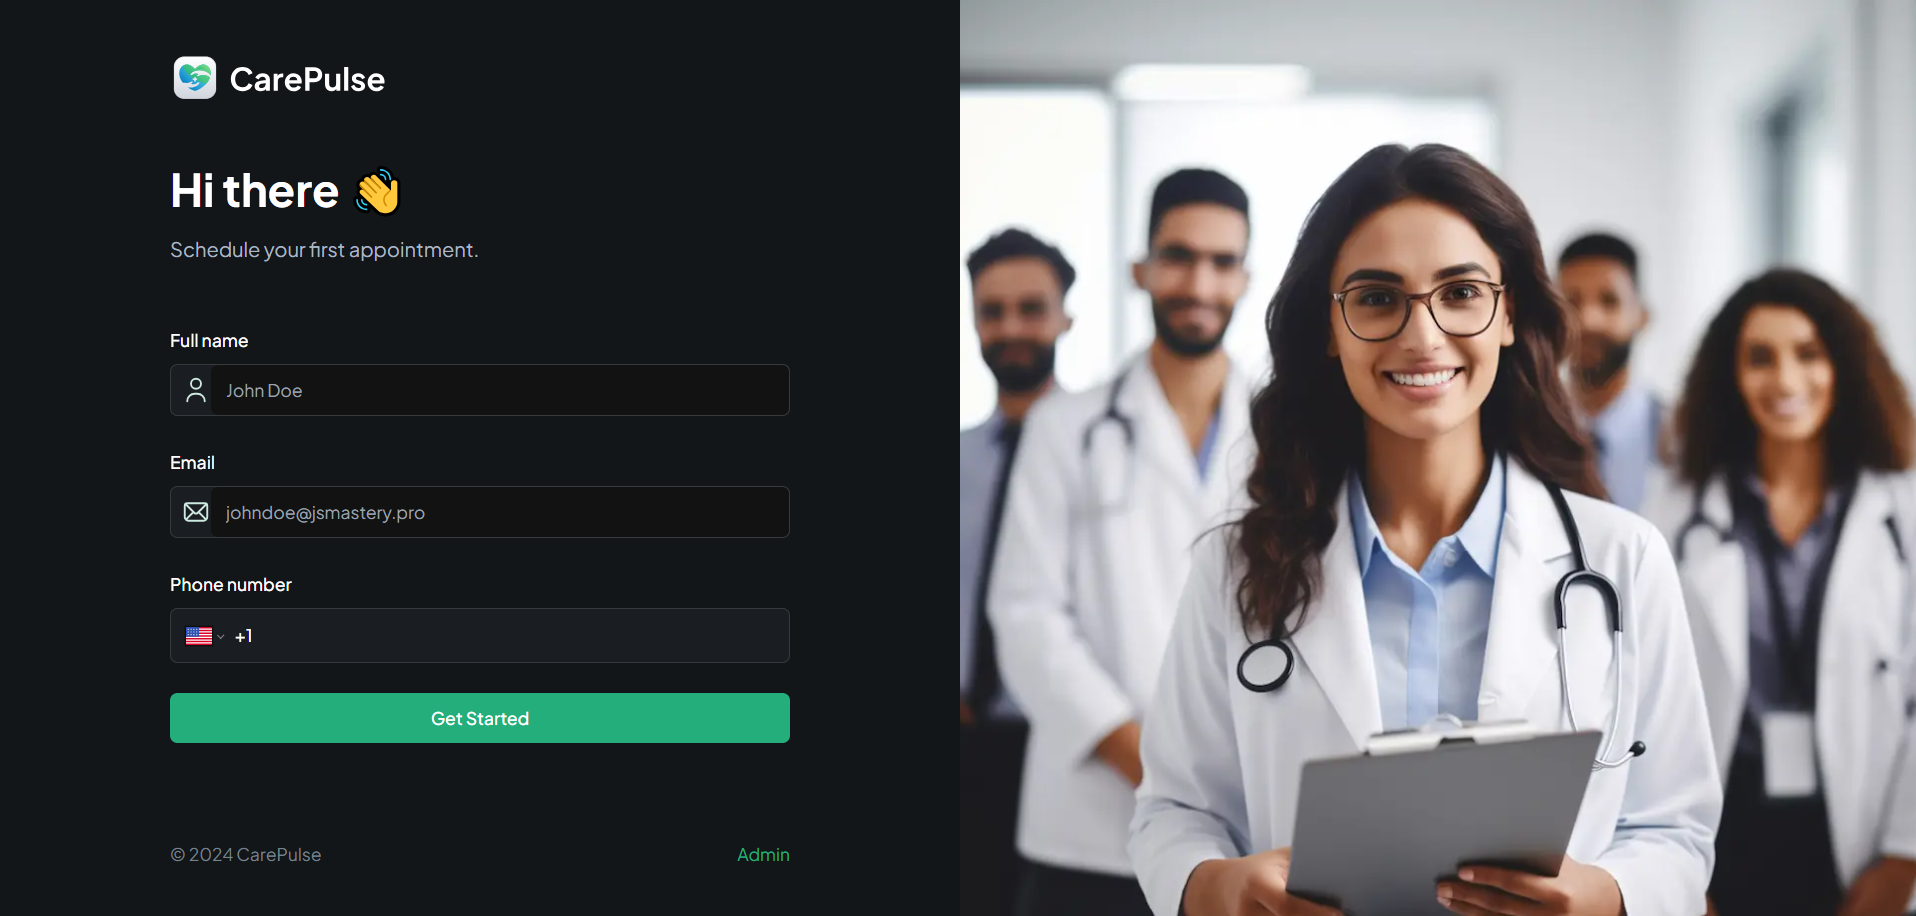 CarePulse
Hi there 👋
Schedule your first appointment.
Full name
John Doe
Email
johndoe@jsmastery.pro
Phone number
+1
Get Started
© 2024 CarePulse
Admin